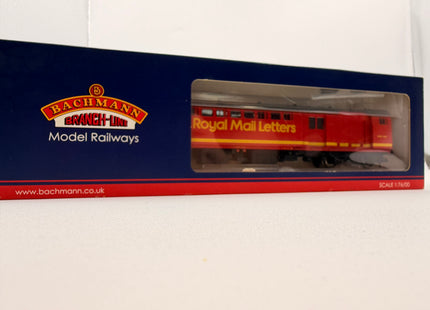 BACHMANN
BRANCH-LINE
Model Railways
Royal Mail Letters
www.bachmann.co.uk
SCALE 1:76/00